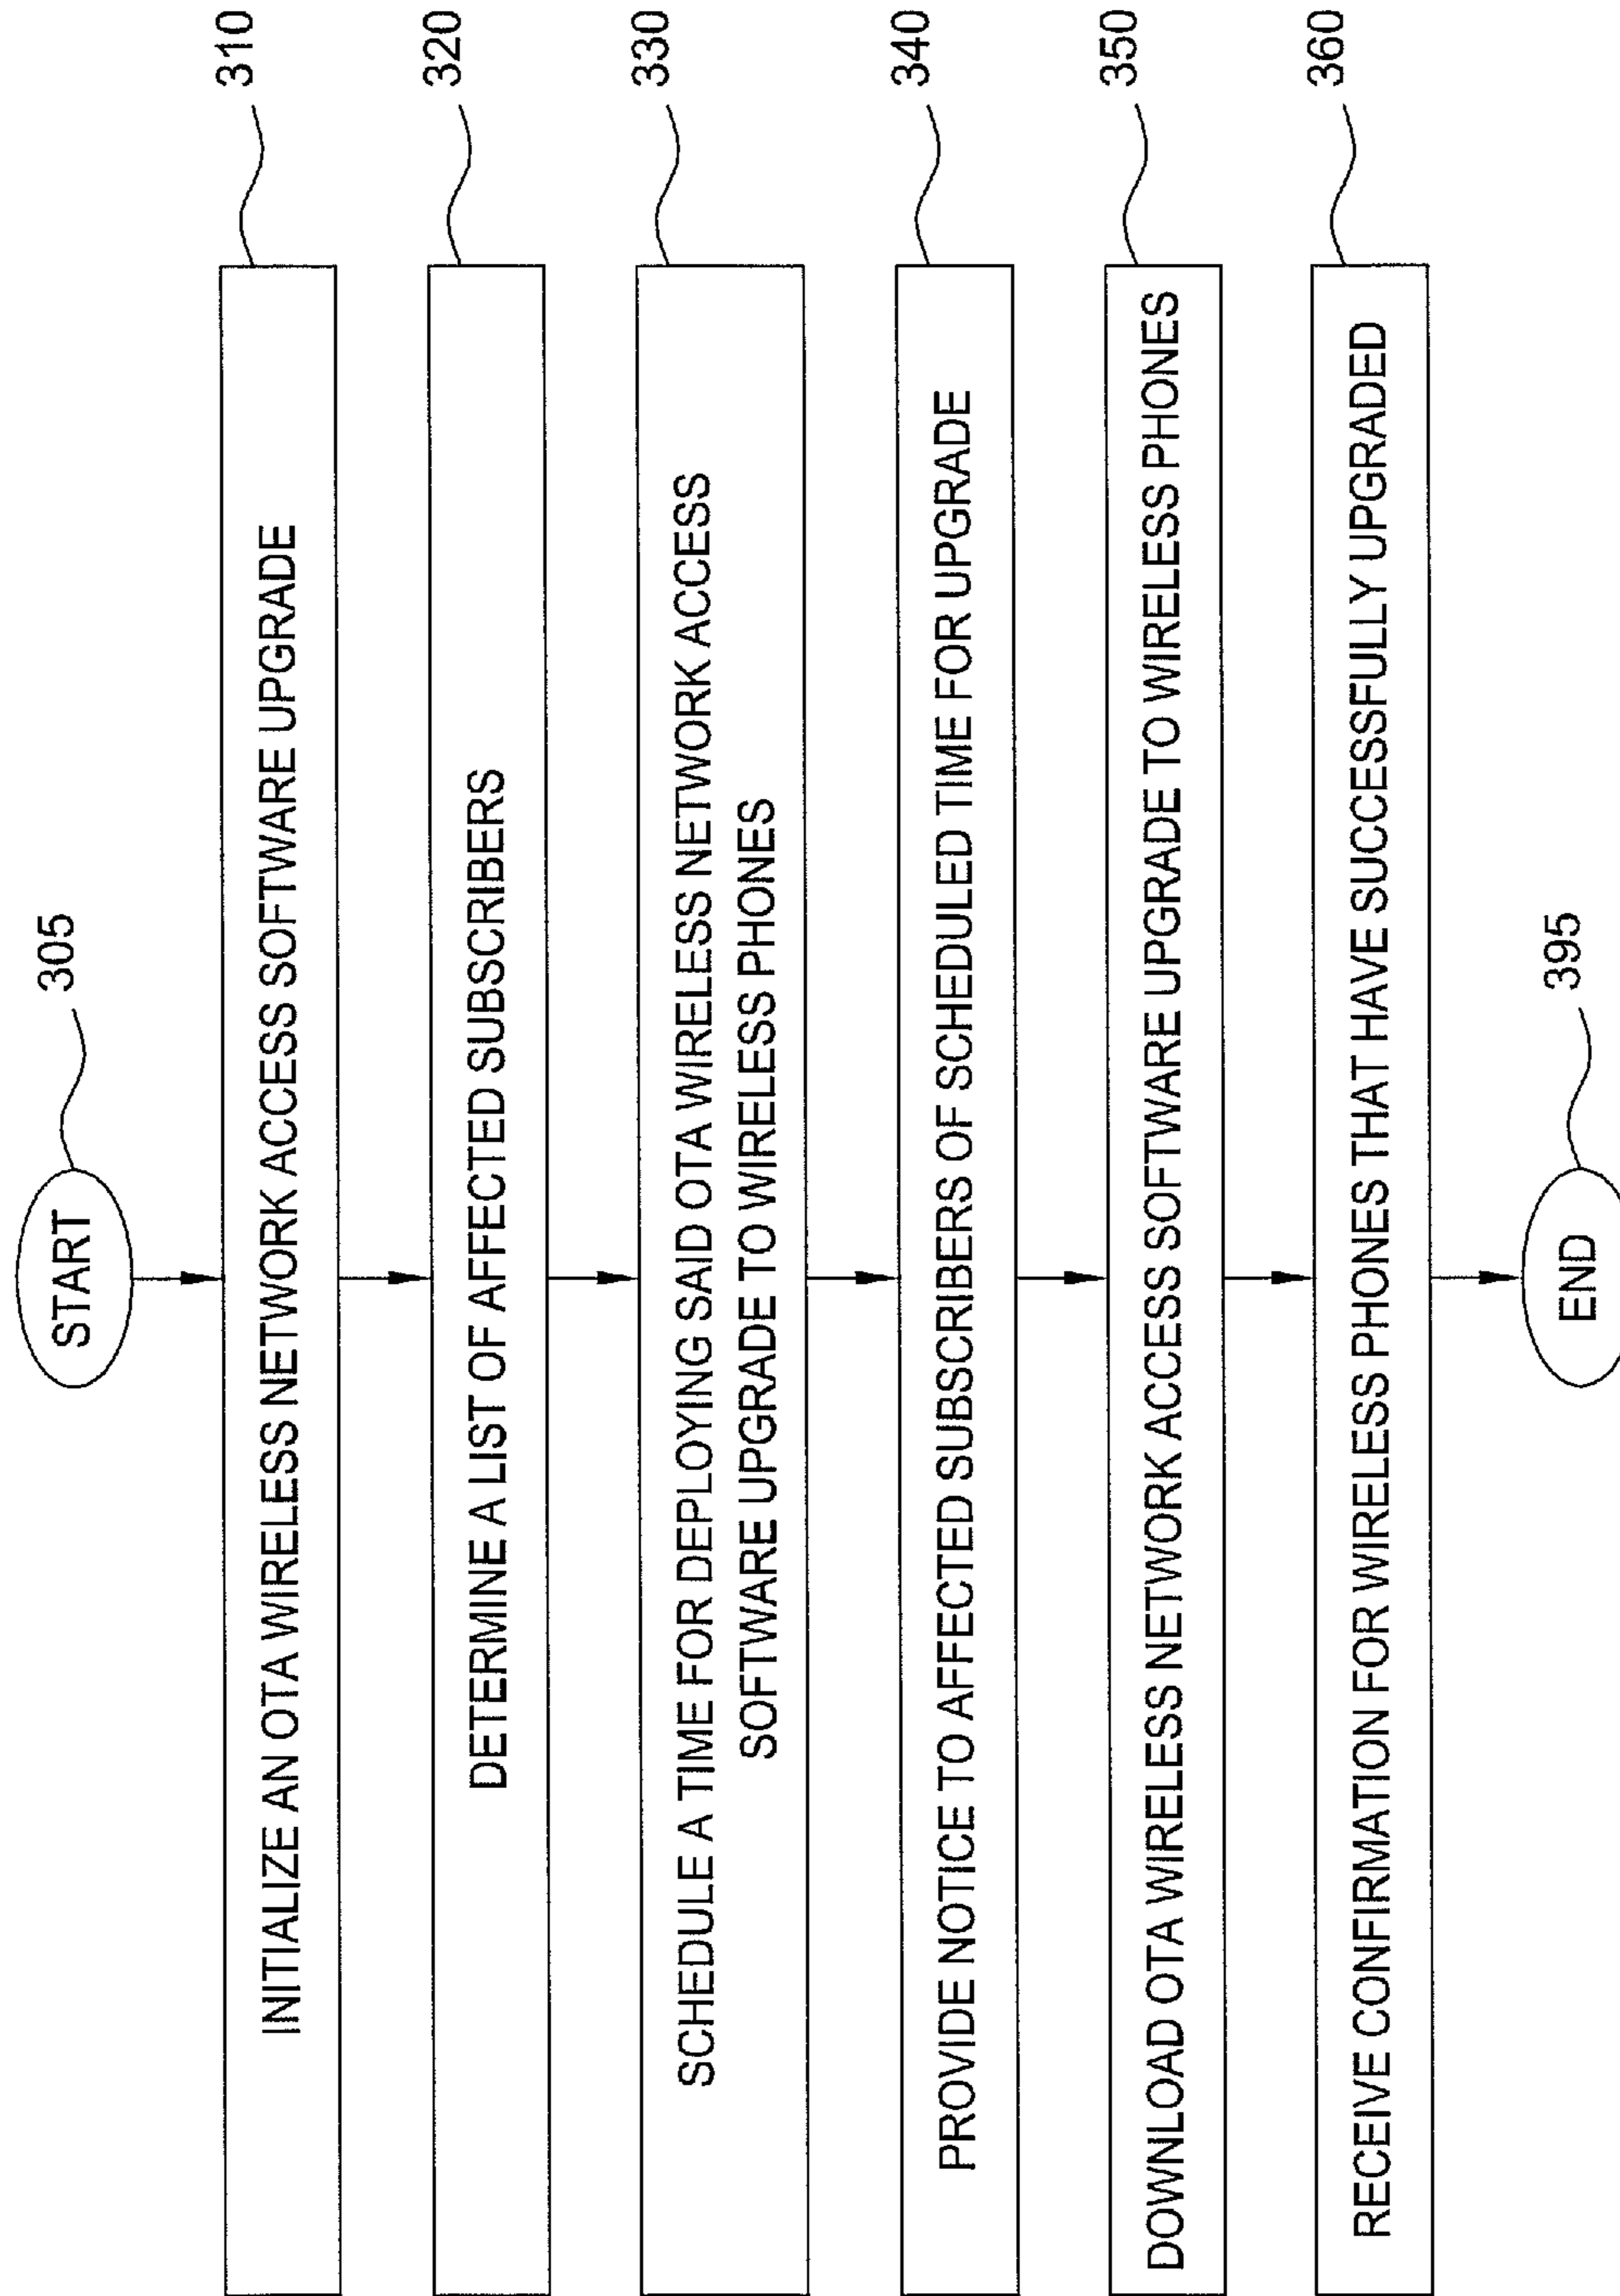 START
305
INITIALIZE AN OTA WIRELESS NETWORK ACCESS SOFTWARE UPGRADE
310
DETERMINE A LIST OF AFFECTED SUBSCRIBERS
320
SCHEDULE A TIME FOR DEPLOYING SAID OTA WIRELESS NETWORK ACCESS
SOFTWARE UPGRADE TO WIRELESS PHONES
330
PROVIDE NOTICE TO AFFECTED SUBSCRIBERS OF SCHEDULED TIME FOR UPGRADE
340
DOWNLOAD OTA WIRELESS NETWORK ACCESS SOFTWARE UPGRADE TO WIRELESS PHONES
350
RECEIVE CONFIRMATION FOR WIRELESS PHONES THAT HAVE SUCCESSFULLY UPGRADED
360
END
395